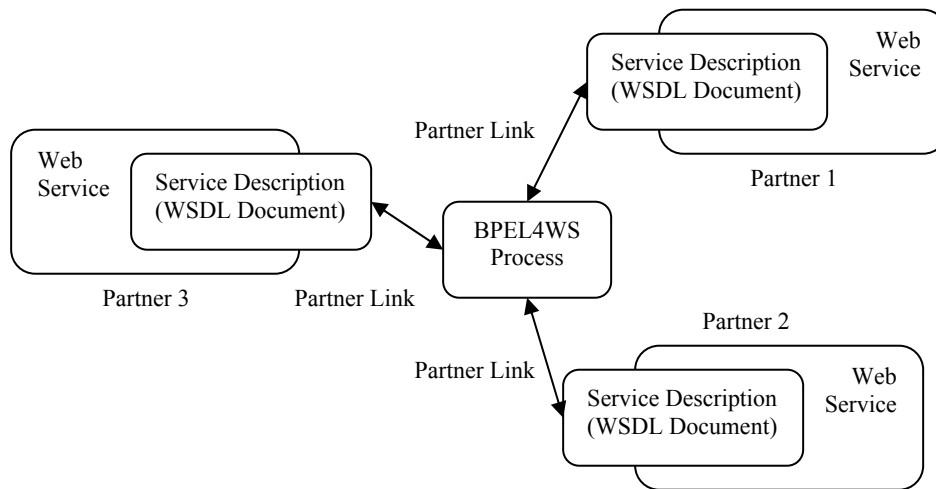 Web
Service
Service Description
(WSDL Document)
Partner Link
Partner 1
Web
Service
Service Description
(WSDL Document)
BPEL4WS
Process
Partner 3
Partner Link
Partner 2
Partner Link
Web
Service
Service Description
(WSDL Document)